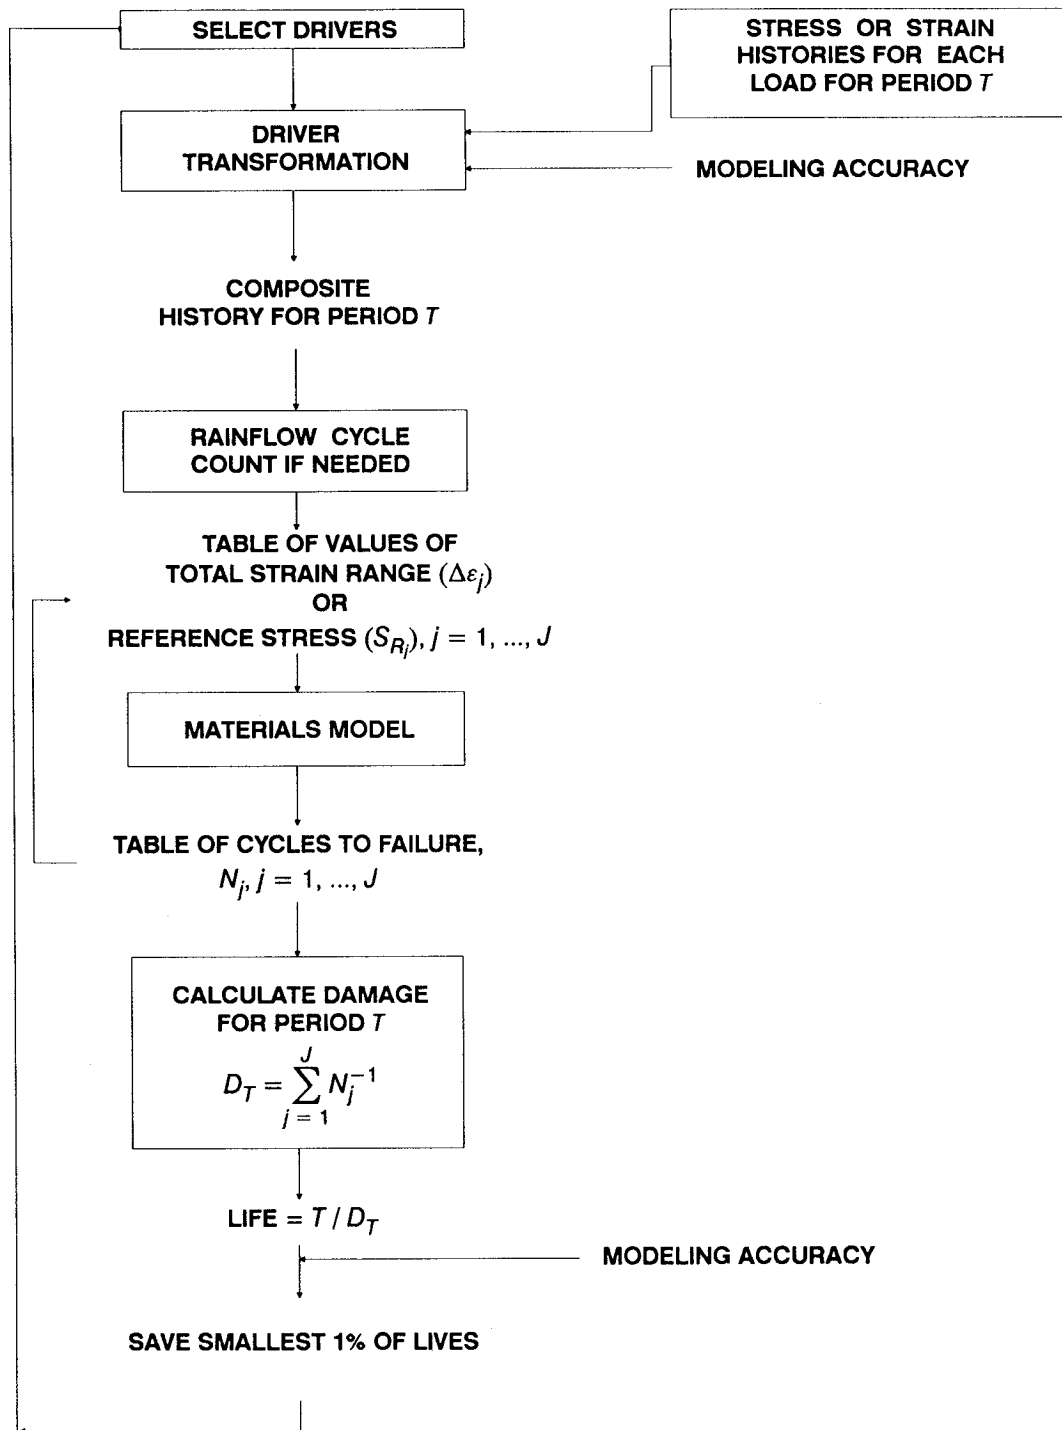 SELECT DRIVERS
STRESS OR STRAIN
HISTORIES FOR EACH
LOAD FOR PERIOD T
DRIVER
TRANSFORMATION
MODELING ACCURACY
COMPOSITE
HISTORY FOR PERIOD T
RAINFLOW CYCLE
COUNT IF NEEDED
TABLE OF VALUES OF
TOTAL STRAIN RANGE (Δε_j)
OR
REFERENCE STRESS (S_{R_j}), j = 1, ..., J
MATERIALS MODEL
TABLE OF CYCLES TO FAILURE,
N_j, j = 1, ..., J
CALCULATE DAMAGE
FOR PERIOD T
D_T = \sum_{j = 1}^{J} N_j^{-1}
LIFE = T / D_T
MODELING ACCURACY
SAVE SMALLEST 1% OF LIVES